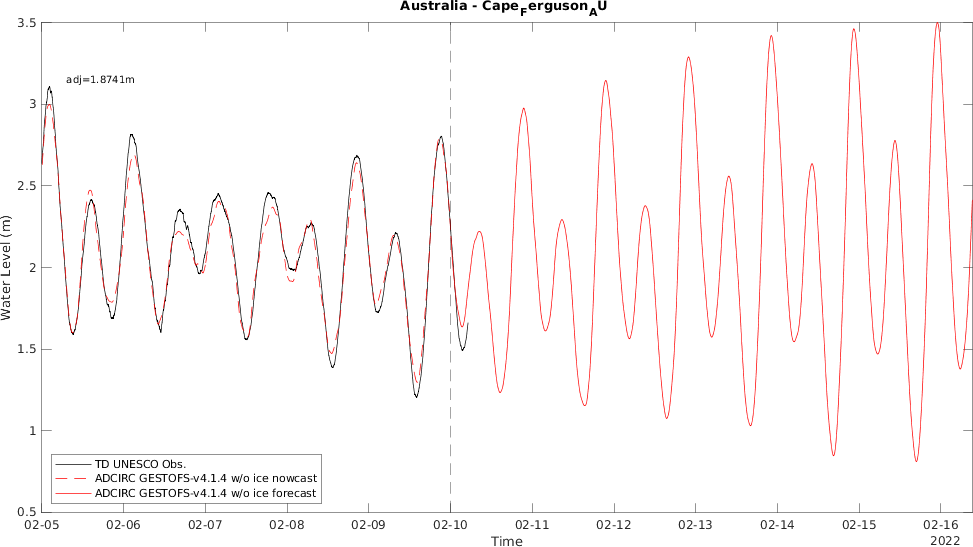 Australia - Cape_Ferguson_AU
3.5
adj=1.8741m
3
2.5
2
1.5
1
0.5
Water Level (m)
TD UNESCO Obs.
ADCIRC GESTOFS-v4.1.4 w/o ice nowcast
ADCIRC GESTOFS-v4.1.4 w/o ice forecast
02-05 02-06 02-07 02-08 02-09 02-10 02-11 02-12 02-13 02-14 02-15 02-16
Time
2022